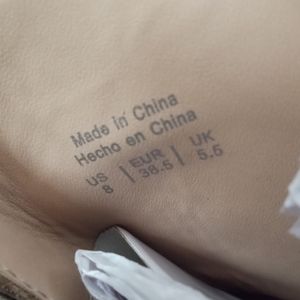 Made in China
Hecho en China
US | EUR | UK
8 | 38.5 | 5.5